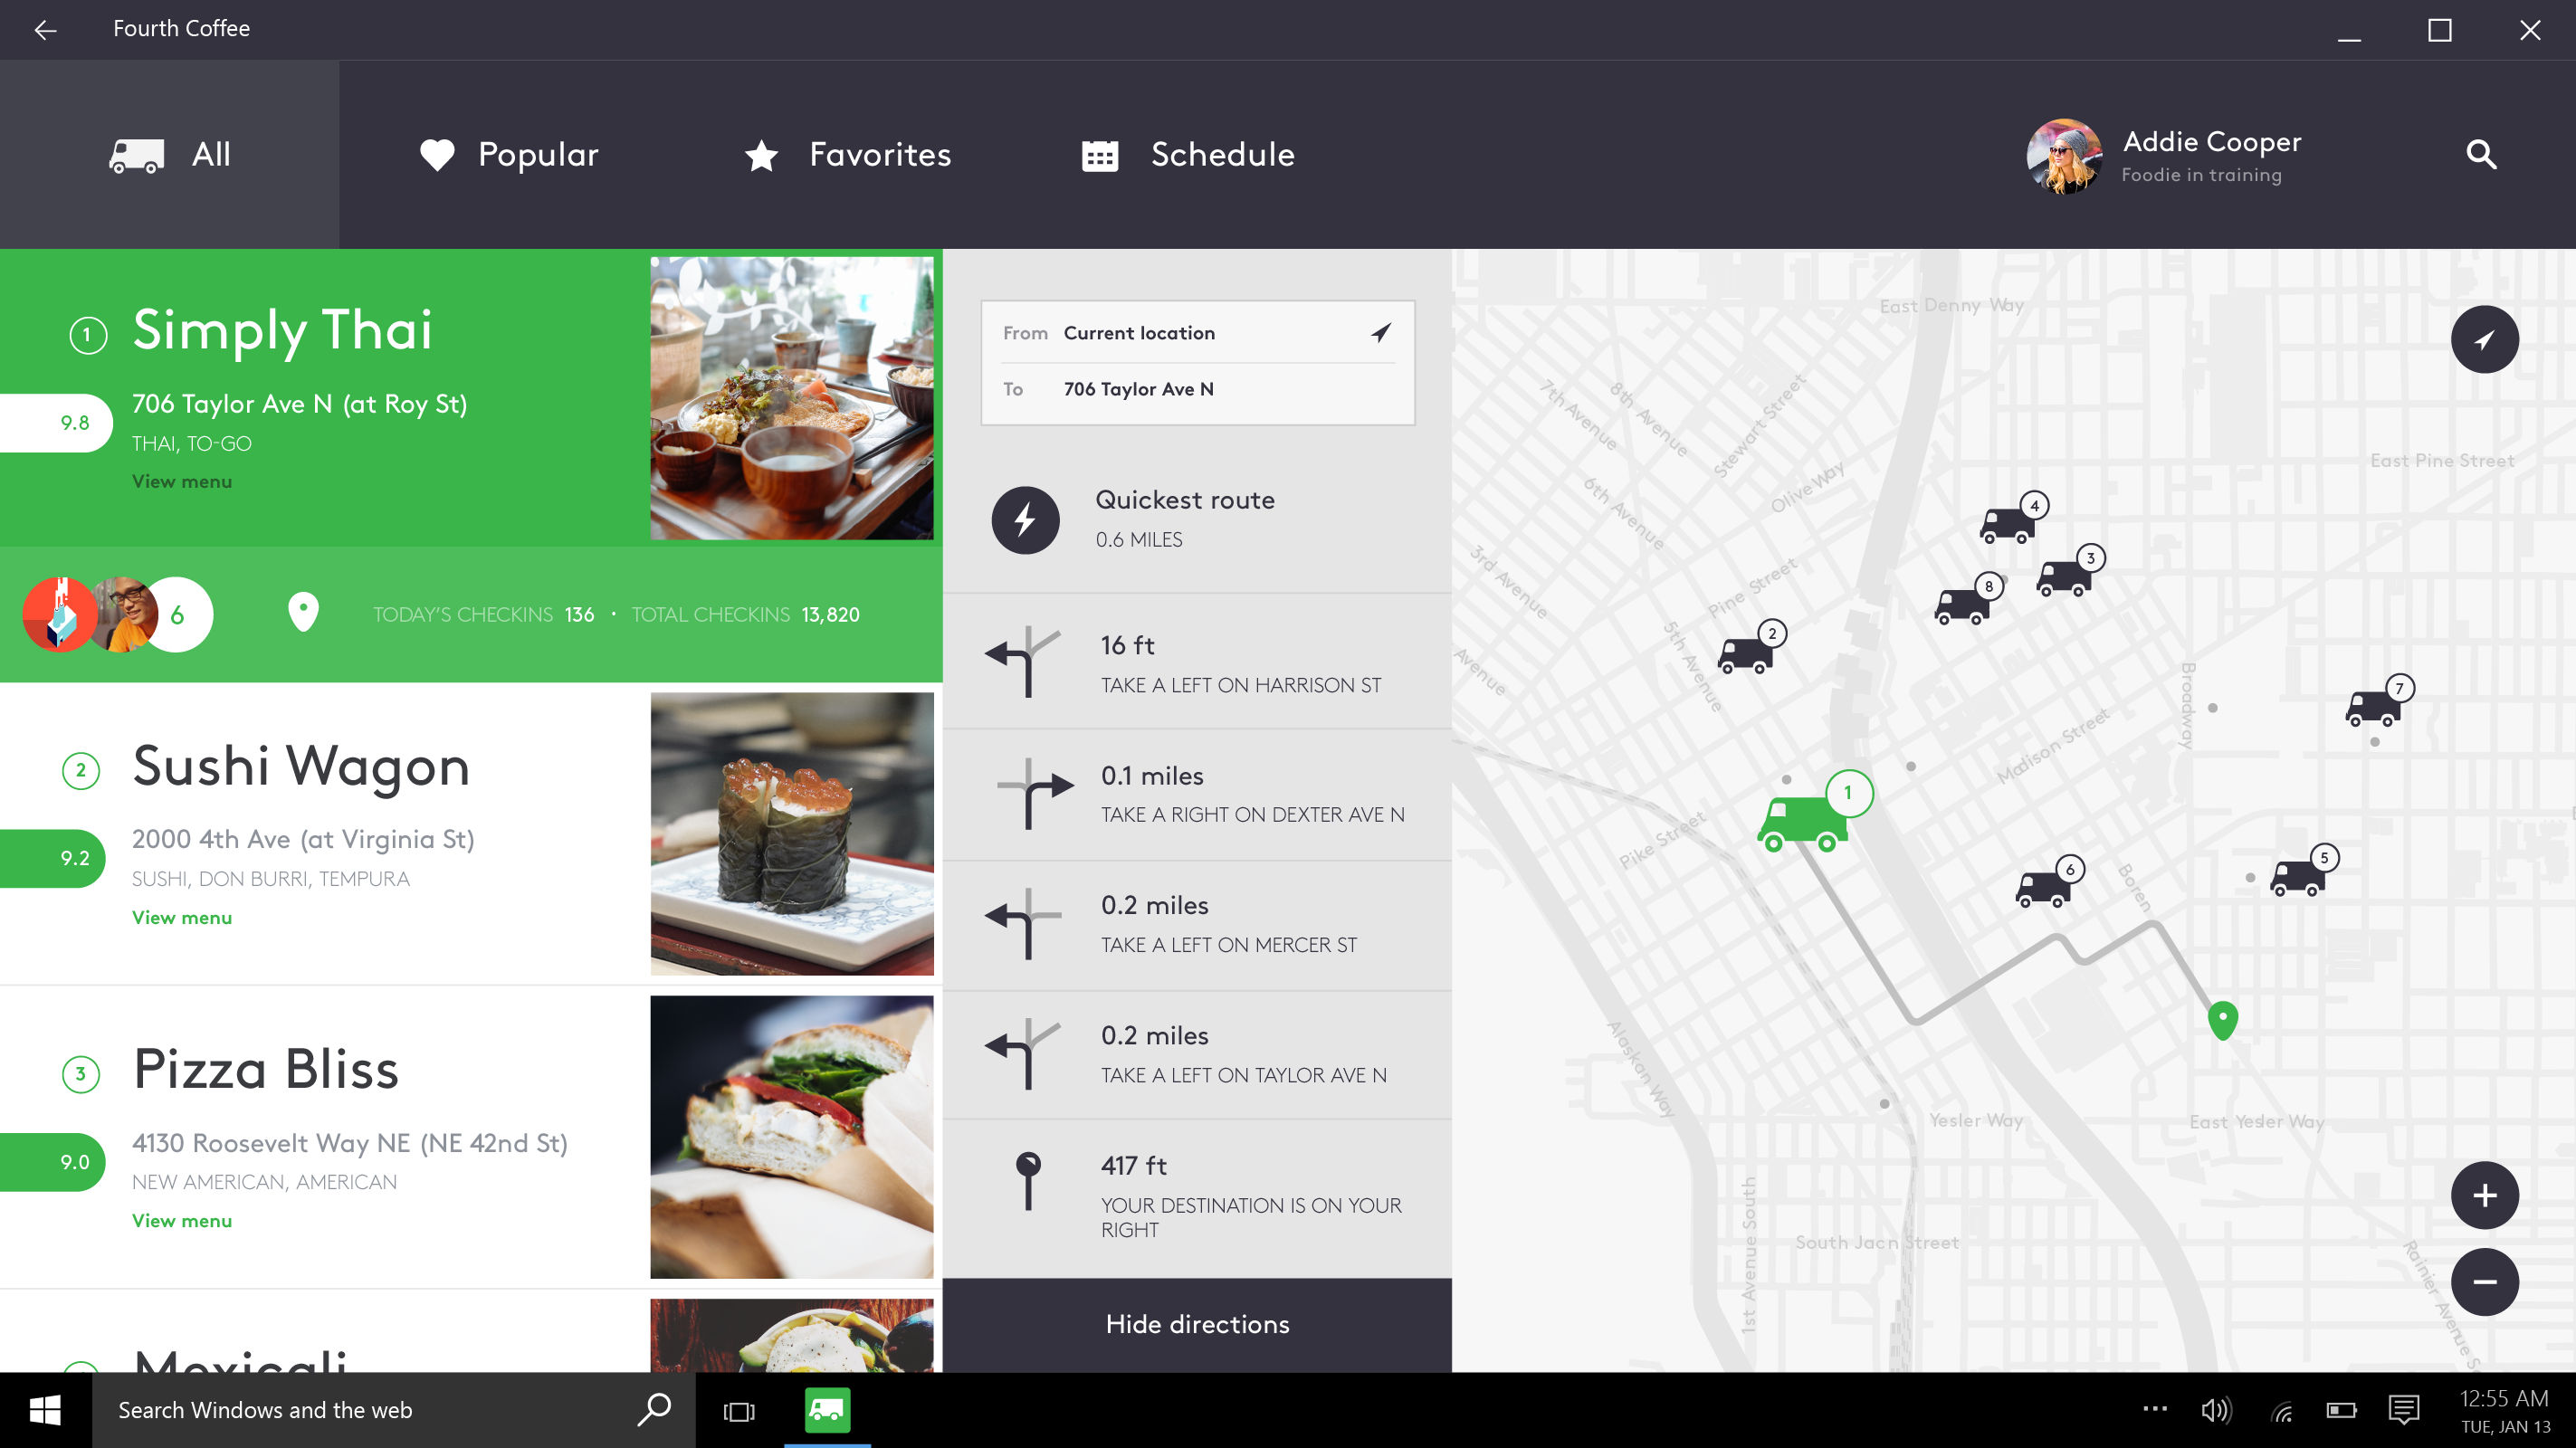 Fourth Coffee
All
Popular
Favorites
Schedule
Addie Cooper
Foodie in training
1
Simply Thai
9.8
706 Taylor Ave N (at Roy St)
THAI, TO-GO
View menu
6
TODAY'S CHECKINS 136 • TOTAL CHECKINS 13,820
2
Sushi Wagon
9.2
2000 4th Ave (at Virginia St)
SUSHI, DON BURRI, TEMPURA
View menu
3
Pizza Bliss
9.0
4130 Roosevelt Way NE (NE 42nd St)
NEW AMERICAN, AMERICAN
View menu
Mexicali
From Current location
To 706 Taylor Ave N
Quickest route
0.6 MILES
16 ft
TAKE A LEFT ON HARRISON ST
0.1 miles
TAKE A RIGHT ON DEXTER AVE N
0.2 miles
TAKE A LEFT ON MERCER ST
0.2 miles
TAKE A LEFT ON TAYLOR AVE N
417 ft
YOUR DESTINATION IS ON YOUR
RIGHT
Hide directions
East Denny Way
7th Avenue
8th Avenue
Stewart Street
East Pine Street
Olive Way
6th Avenue
4
3rd Avenue
3
Pine Street
8
2
5th Avenue
Avenue
Broadway
7
Madison Street
1
Pike Street
6
5
Boren
Alaskan Way
Yesler Way
East Yesler Way
1st Avenue South
South Jacn Street
Rainier Avenue S
Search Windows and the web
12:55 AM
TUE, JAN 13